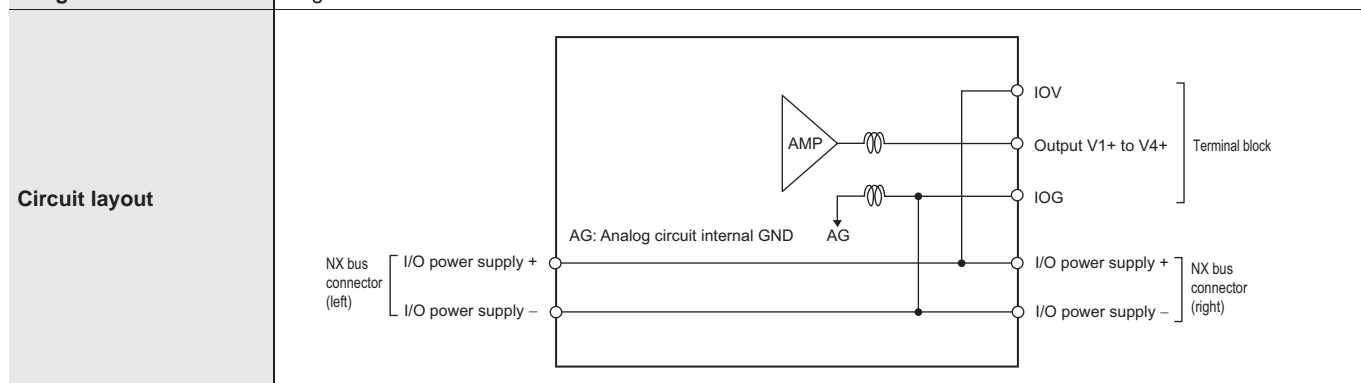 Circuit layout
IOV
AMP
Output V1+ to V4+
Terminal block
IOG
AG: Analog circuit internal GND
AG
NX bus
connector
(left)
I/O power supply +
I/O power supply −
I/O power supply +
I/O power supply −
NX bus
connector
(right)